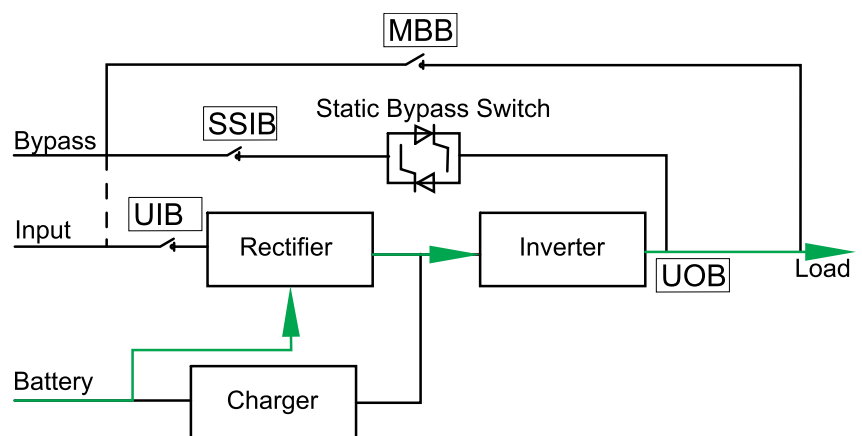 MBB
Static Bypass Switch
SSIB
Bypass
UIB
Input
Rectifier
Inverter
UOB
Load
Battery
Charger